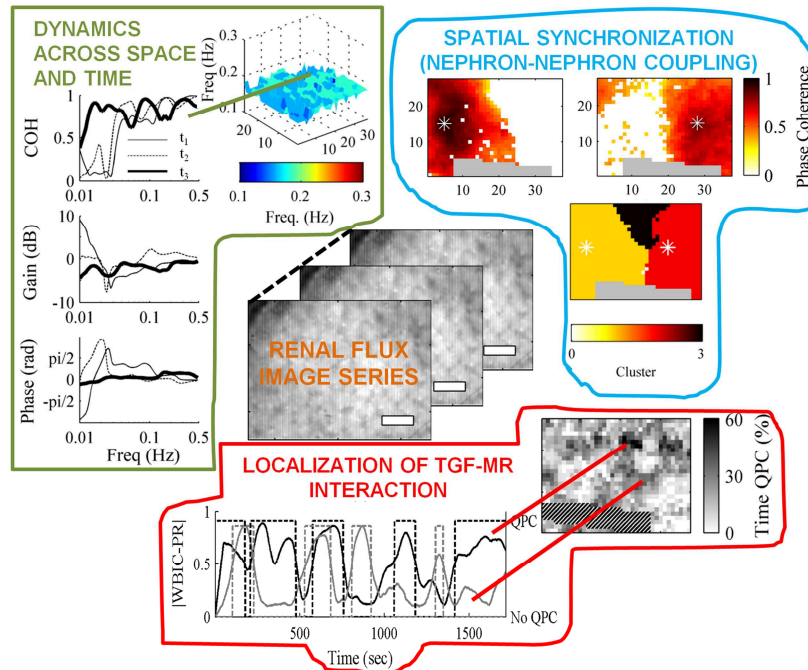 DYNAMICS
ACROSS SPACE
AND TIME
Freq (Hz)
0.3
0.2
0.1
20
10
10
20
30
0.1
0.2
0.3
Freq. (Hz)
COH
1
0.5
0
t1
t2
t3
0.01
0.1
0.5
Gain (dB)
10
0
-10
0.01
0.1
0.5
Phase (rad)
pi/2
0
-pi/2
0.01
0.1
0.5
Freq (Hz)
SPATIAL SYNCHRONIZATION
(NEPHRON-NEPHRON COUPLING)
20
10
0
10
20
30
20
10
0
10
20
30
1
0.5
0
Phase Coherence
0
3
Cluster
RENAL FLUX
IMAGE SERIES
LOCALIZATION OF TGF-MR
INTERACTION
|WBIC-PR|
1
0.5
0
500
1000
1500
Time (sec)
QPC
No QPC
60
30
0
Time QPC (%)